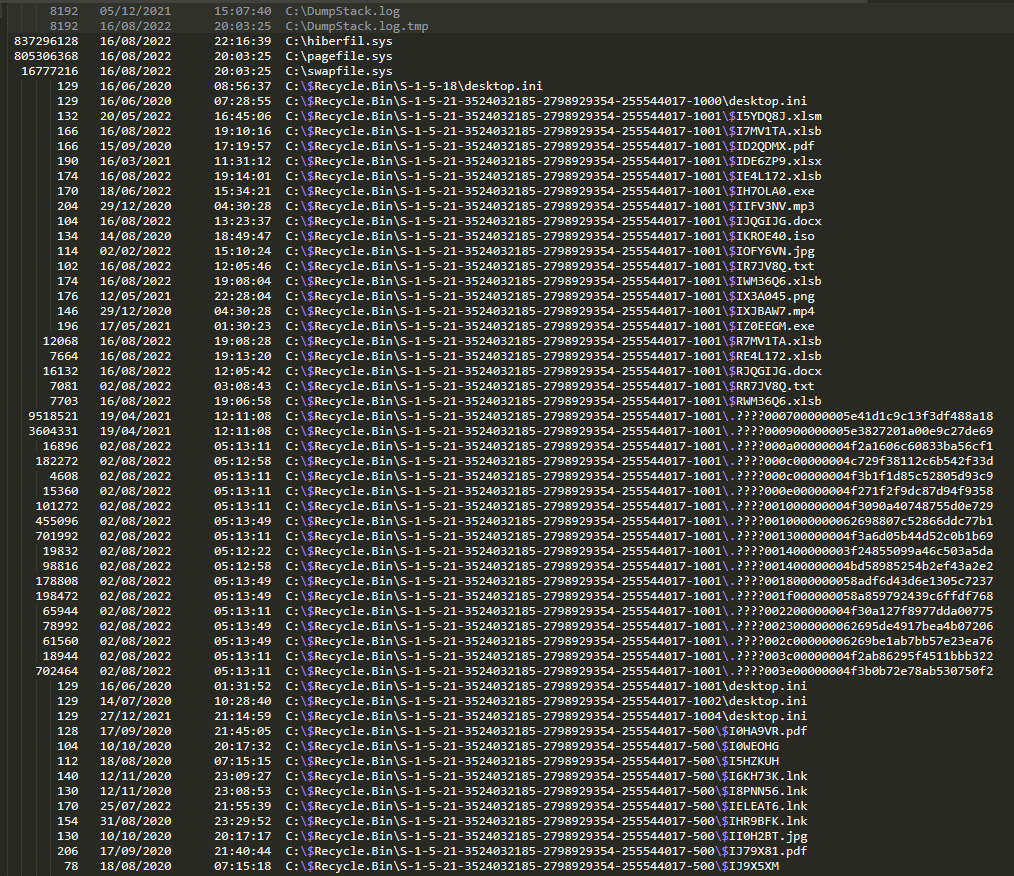 8192 05/12/2021 15:07:40 C:\DumpStack.log
8192 16/08/2022 20:03:25 C:\DumpStack.log.tmp
837296128 16/08/2022 22:16:39 C:\hiberfil.sys
805306368 16/08/2022 20:03:25 C:\pagefile.sys
16777216 16/08/2022 20:03:25 C:\swapfile.sys
129 16/06/2020 08:56:37 C:\$Recycle.Bin\S-1-5-18\desktop.ini
129 16/06/2020 07:28:55 C:\$Recycle.Bin\S-1-5-21-3524032185-2798929354-255544017-1000\desktop.ini
132 20/05/2022 16:45:06 C:\$Recycle.Bin\S-1-5-21-3524032185-2798929354-255544017-1001\$I5YDQ8J.xlsm
166 16/08/2022 19:10:16 C:\$Recycle.Bin\S-1-5-21-3524032185-2798929354-255544017-1001\$I7MV1TA.xlsb
166 15/09/2020 17:19:57 C:\$Recycle.Bin\S-1-5-21-3524032185-2798929354-255544017-1001\$ID2QDMX.pdf
190 16/03/2021 11:31:12 C:\$Recycle.Bin\S-1-5-21-3524032185-2798929354-255544017-1001\$IDE6ZP9.xlsx
174 16/08/2022 19:14:01 C:\$Recycle.Bin\S-1-5-21-3524032185-2798929354-255544017-1001\$IE4L172.xlsb
170 18/06/2022 15:34:21 C:\$Recycle.Bin\S-1-5-21-3524032185-2798929354-255544017-1001\$IH7OLA0.exe
204 29/12/2020 04:30:28 C:\$Recycle.Bin\S-1-5-21-3524032185-2798929354-255544017-1001\$IIFV3NV.mp3
104 16/08/2022 13:23:37 C:\$Recycle.Bin\S-1-5-21-3524032185-2798929354-255544017-1001\$IJQGIJG.docx
134 14/08/2020 18:49:47 C:\$Recycle.Bin\S-1-5-21-3524032185-2798929354-255544017-1001\$IKROE40.iso
114 02/02/2022 15:10:24 C:\$Recycle.Bin\S-1-5-21-3524032185-2798929354-255544017-1001\$IOFY6VN.jpg
102 16/08/2022 12:05:46 C:\$Recycle.Bin\S-1-5-21-3524032185-2798929354-255544017-1001\$IR7JV8Q.txt
174 16/08/2022 19:08:04 C:\$Recycle.Bin\S-1-5-21-3524032185-2798929354-255544017-1001\$IWM36Q6.xlsb
176 12/05/2021 22:28:04 C:\$Recycle.Bin\S-1-5-21-3524032185-2798929354-255544017-1001\$IX3A045.png
146 29/12/2020 04:30:28 C:\$Recycle.Bin\S-1-5-21-3524032185-2798929354-255544017-1001\$IXJBAW7.mp4
196 17/05/2021 01:30:23 C:\$Recycle.Bin\S-1-5-21-3524032185-2798929354-255544017-1001\$IZ0EEGM.exe
12068 16/08/2022 19:08:28 C:\$Recycle.Bin\S-1-5-21-3524032185-2798929354-255544017-1001\$R7MV1TA.xlsb
7664 16/08/2022 19:13:20 C:\$Recycle.Bin\S-1-5-21-3524032185-2798929354-255544017-1001\$RE4L172.xlsb
16132 16/08/2022 12:05:42 C:\$Recycle.Bin\S-1-5-21-3524032185-2798929354-255544017-1001\$RJQGIJG.docx
7081 02/08/2022 03:08:43 C:\$Recycle.Bin\S-1-5-21-3524032185-2798929354-255544017-1001\$RR7JV8Q.txt
7703 16/08/2022 19:06:58 C:\$Recycle.Bin\S-1-5-21-3524032185-2798929354-255544017-1001\$RWM36Q6.xlsb
9518521 19/04/2021 12:11:08 C:\$Recycle.Bin\S-1-5-21-3524032185-2798929354-255544017-1001\.????000700000005e41d1c9c13f3df488a18
3604331 19/04/2021 12:11:08 C:\$Recycle.Bin\S-1-5-21-3524032185-2798929354-255544017-1001\.????000900000005e3827201a00e9c27de69
16896 02/08/2022 05:13:11 C:\$Recycle.Bin\S-1-5-21-3524032185-2798929354-255544017-1001\.????000a00000004f2a1606c60833ba56cf1
182272 02/08/2022 05:12:58 C:\$Recycle.Bin\S-1-5-21-3524032185-2798929354-255544017-1001\.????000c00000004c729f38112c6b542f33d
4608 02/08/2022 05:13:11 C:\$Recycle.Bin\S-1-5-21-3524032185-2798929354-255544017-1001\.????000c00000004f3b1f1d85c52805d93c9
15360 02/08/2022 05:13:11 C:\$Recycle.Bin\S-1-5-21-3524032185-2798929354-255544017-1001\.????000e00000004f271f2f9dc87d94f9358
101272 02/08/2022 05:13:11 C:\$Recycle.Bin\S-1-5-21-3524032185-2798929354-255544017-1001\.????001000000004f3090a40748755d0e729
455096 02/08/2022 05:13:49 C:\$Recycle.Bin\S-1-5-21-3524032185-2798929354-255544017-1001\.????0010000000062698807c52866ddc77b1
701992 02/08/2022 05:13:11 C:\$Recycle.Bin\S-1-5-21-3524032185-2798929354-255544017-1001\.????001300000004f3a6d05b44d52c0b1b69
19832 02/08/2022 05:12:22 C:\$Recycle.Bin\S-1-5-21-3524032185-2798929354-255544017-1001\.????001400000003f24855099a46c503a5da
98816 02/08/2022 05:12:58 C:\$Recycle.Bin\S-1-5-21-3524032185-2798929354-255544017-1001\.????001400000004bd58985254b2ef43a2e2
178808 02/08/2022 05:13:49 C:\$Recycle.Bin\S-1-5-21-3524032185-2798929354-255544017-1001\.????0018000000058adf6d43d6e1305c7237
198472 02/08/2022 05:13:49 C:\$Recycle.Bin\S-1-5-21-3524032185-2798929354-255544017-1001\.????001f000000058a859792439c6ffdf768
65944 02/08/2022 05:13:11 C:\$Recycle.Bin\S-1-5-21-3524032185-2798929354-255544017-1001\.????002200000004f30a127f8977dda00775
78992 02/08/2022 05:13:49 C:\$Recycle.Bin\S-1-5-21-3524032185-2798929354-255544017-1001\.????0023000000062695de4917bea4b07206
61560 02/08/2022 05:13:49 C:\$Recycle.Bin\S-1-5-21-3524032185-2798929354-255544017-1001\.????002c00000006269be1ab7bb57e23ea76
18944 02/08/2022 05:13:11 C:\$Recycle.Bin\S-1-5-21-3524032185-2798929354-255544017-1001\.????003c00000004f2ab86295f4511bbb322
702464 02/08/2022 05:13:11 C:\$Recycle.Bin\S-1-5-21-3524032185-2798929354-255544017-1001\.????003e00000004f3b0b72e78ab530750f2
129 16/06/2020 01:31:52 C:\$Recycle.Bin\S-1-5-21-3524032185-2798929354-255544017-1001\desktop.ini
129 14/07/2020 10:28:40 C:\$Recycle.Bin\S-1-5-21-3524032185-2798929354-255544017-1002\desktop.ini
129 27/12/2021 21:14:59 C:\$Recycle.Bin\S-1-5-21-3524032185-2798929354-255544017-1004\desktop.ini
128 17/09/2020 21:45:05 C:\$Recycle.Bin\S-1-5-21-3524032185-2798929354-255544017-500\$I0HA9VR.pdf
104 10/10/2020 20:17:32 C:\$Recycle.Bin\S-1-5-21-3524032185-2798929354-255544017-500\$I0WEOHG
112 18/08/2020 07:15:15 C:\$Recycle.Bin\S-1-5-21-3524032185-2798929354-255544017-500\$I5HZKUH
140 12/11/2020 23:09:27 C:\$Recycle.Bin\S-1-5-21-3524032185-2798929354-255544017-500\$I6KH73K.lnk
130 12/11/2020 23:08:53 C:\$Recycle.Bin\S-1-5-21-3524032185-2798929354-255544017-500\$I8PNN56.lnk
170 25/07/2022 21:55:39 C:\$Recycle.Bin\S-1-5-21-3524032185-2798929354-255544017-500\$IELEAT6.lnk
154 31/08/2020 23:29:52 C:\$Recycle.Bin\S-1-5-21-3524032185-2798929354-255544017-500\$IHR9BFK.lnk
130 10/10/2020 20:17:17 C:\$Recycle.Bin\S-1-5-21-3524032185-2798929354-255544017-500\$II0H2BT.jpg
206 17/09/2020 21:40:44 C:\$Recycle.Bin\S-1-5-21-3524032185-2798929354-255544017-500\$IJ79X81.pdf
78 18/08/2020 07:15:18 C:\$Recycle.Bin\S-1-5-21-3524032185-2798929354-255544017-500\$IJ9X5XM